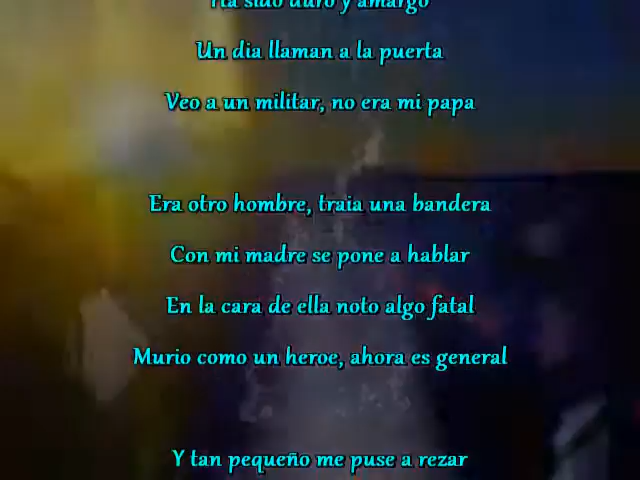 Ha sido duro y amargo
Un dia llaman a la puerta
Veo a un militar, no era mi papa
Era otro hombre, traia una bandera
Con mi madre se pone a hablar
En la cara de ella noto algo fatal
Murio como un heroe, ahora es general
Y tan pequeño me puse a rezar